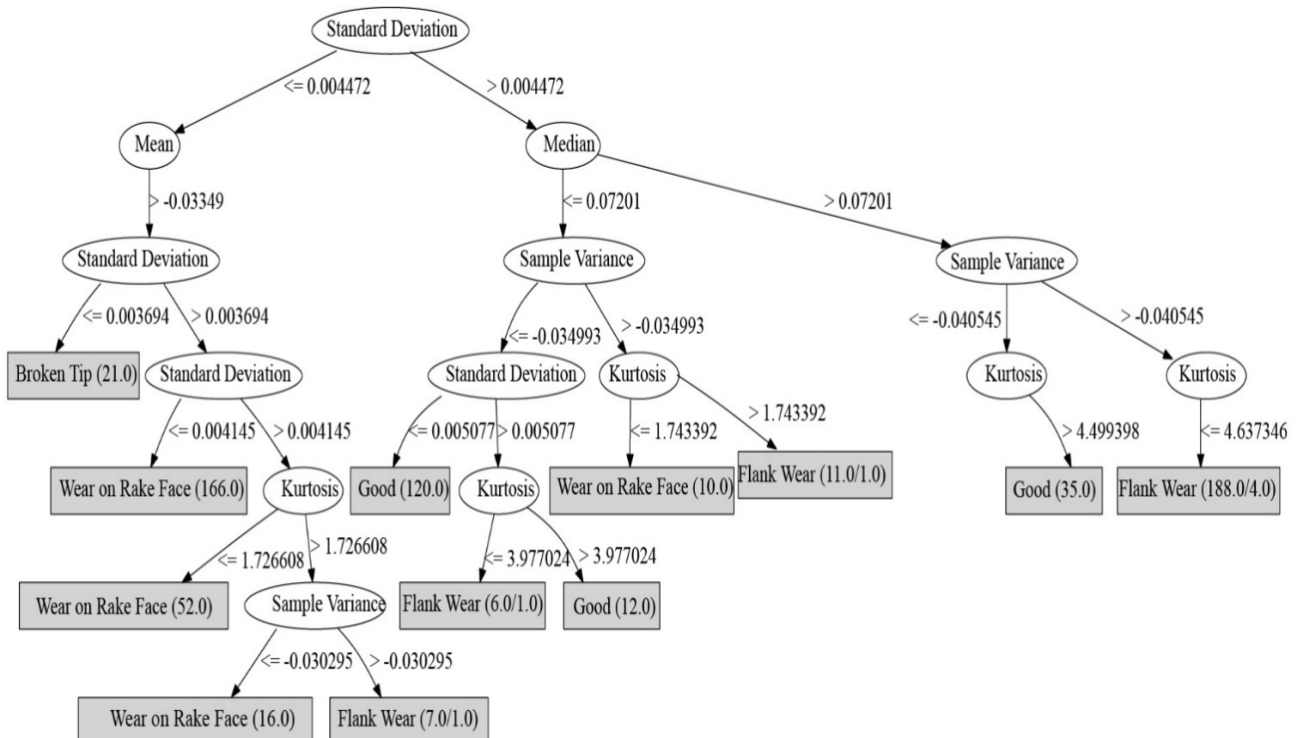 Standard Deviation
<= 0.004472
> 0.004472
Mean
Median
> -0.03349
<= 0.07201
> 0.07201
Standard Deviation
Sample Variance
Sample Variance
<= 0.003694
> 0.003694
<= -0.034993
> -0.034993
<= -0.040545
> -0.040545
Broken Tip (21.0)
Standard Deviation
Standard Deviation
Kurtosis
Kurtosis
Kurtosis
<= 0.004145
> 0.004145
<= 0.005077
> 0.005077
<= 1.743392
> 1.743392
> 4.499398
<= 4.637346
Wear on Rake Face (166.0)
Kurtosis
Good (120.0)
Kurtosis
Wear on Rake Face (10.0)
Flank Wear (11.0/1.0)
Good (35.0)
Flank Wear (188.0/4.0)
<= 1.726608
> 1.726608
<= 3.977024
> 3.977024
Wear on Rake Face (52.0)
Sample Variance
Flank Wear (6.0/1.0)
Good (12.0)
<= -0.030295
> -0.030295
Wear on Rake Face (16.0)
Flank Wear (7.0/1.0)